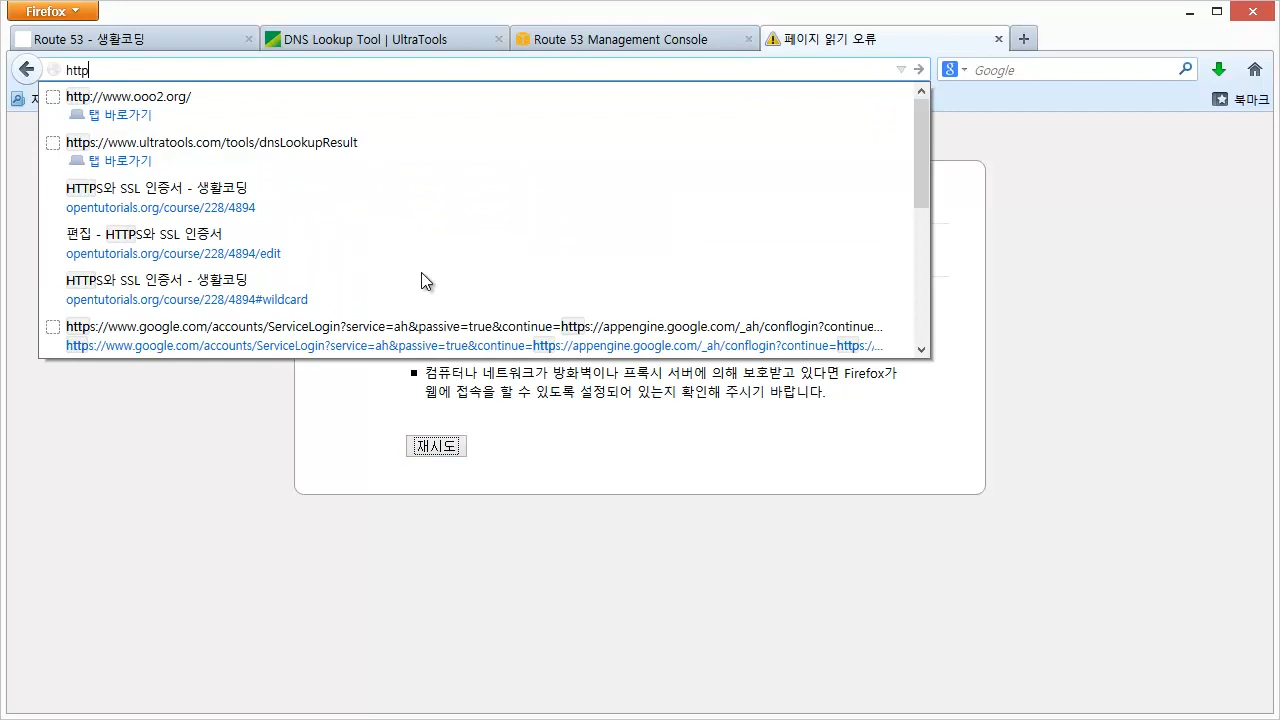 Firefox
Route 53 - 생활코딩
DNS Lookup Tool | UltraTools
Route 53 Management Console
페이지 읽기 오류
http
Google
북마크
http://www.ooo2.org/
탭 바로가기
https://www.ultratools.com/tools/dnsLookupResult
탭 바로가기
HTTPS와 SSL 인증서 - 생활코딩
opentutorials.org/course/228/4894
편집 - HTTPS와 SSL 인증서
opentutorials.org/course/228/4894/edit
HTTPS와 SSL 인증서 - 생활코딩
opentutorials.org/course/228/4894#wildcard
https://www.google.com/accounts/ServiceLogin?service=ah&passive=true&continue=https://appengine.google.com/_ah/conflogin?continue...
https://www.google.com/accounts/ServiceLogin?service=ah&passive=true&continue=https://appengine.google.com/_ah/conflogin?continue=https:/...
컴퓨터나 네트워크가 방화벽이나 프록시 서버에 의해 보호받고 있다면 Firefox가
웹에 접속을 할 수 있도록 설정되어 있는지 확인해 주시기 바랍니다.
재시도